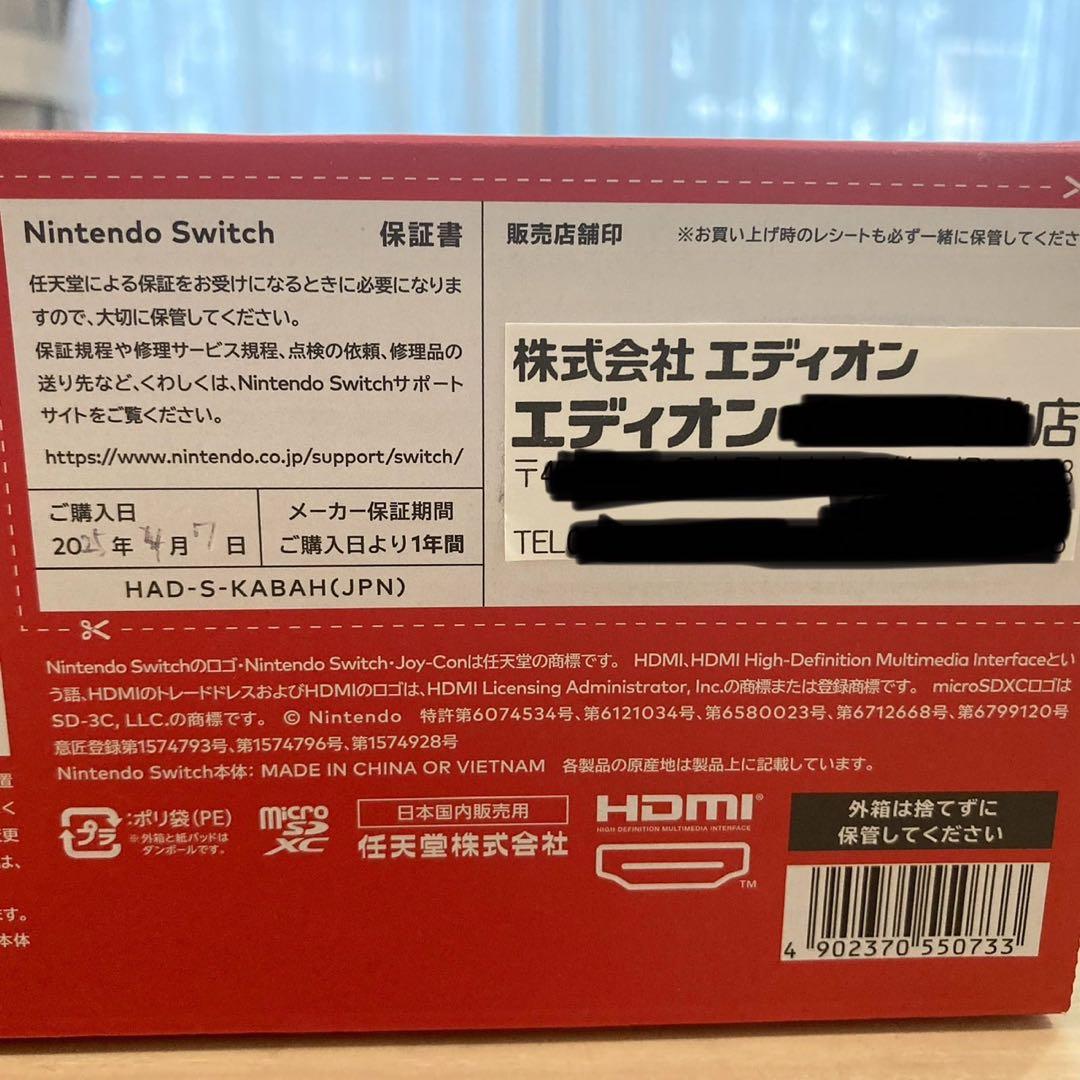 Nintendo Switch 保証書
任天堂による保証をお受けになるときに必要になりま
すので、大切に保管してください。
保証規程や修理サービス規程、点検の依頼、修理品の
送り先など、くわしくは、Nintendo Switchサポート
サイトをご覧ください。
https://www.nintendo.co.jp/support/switch/
ご購入日
2025年 4月 7日
メーカー保証期間
ご購入日より1年間
HAD-S-KABAH(JPN)
販売店舗印 ※お買い上げ時のレシートも必ず一緒に保管してくださ
株式会社 エディオン
エディオン 店
〒4
TEL
Nintendo Switchのロゴ・Nintendo Switch・Joy-Conは任天堂の商標です。 HDMI、HDMI High-Definition Multimedia Interfaceとい
う語、HDMIのトレードドレスおよびHDMIのロゴは、HDMI Licensing Administrator, Inc.の商標または登録商標です。 microSDXCロゴは
SD-3C, LLC.の商標です。 © Nintendo 特許第6074534号、第6121034号、第6580023号、第6712668号、第6799120号
意匠登録第1574793号、第1574796号、第1574928号
Nintendo Switch本体: MADE IN CHINA OR VIETNAM 各製品の原産地は製品上に記載しています。
プラ
:ポリ袋(PE)
※外箱と紙パッドは
ダンボールです。
micro
SD
XC
日本国内販売用
任天堂株式会社
HDMI®
HIGH DEFINITION MULTIMEDIA INTERFACE
TM
外箱は捨てずに
保管してください
4 902370 550733
置
く
更
は、
ます。
本体